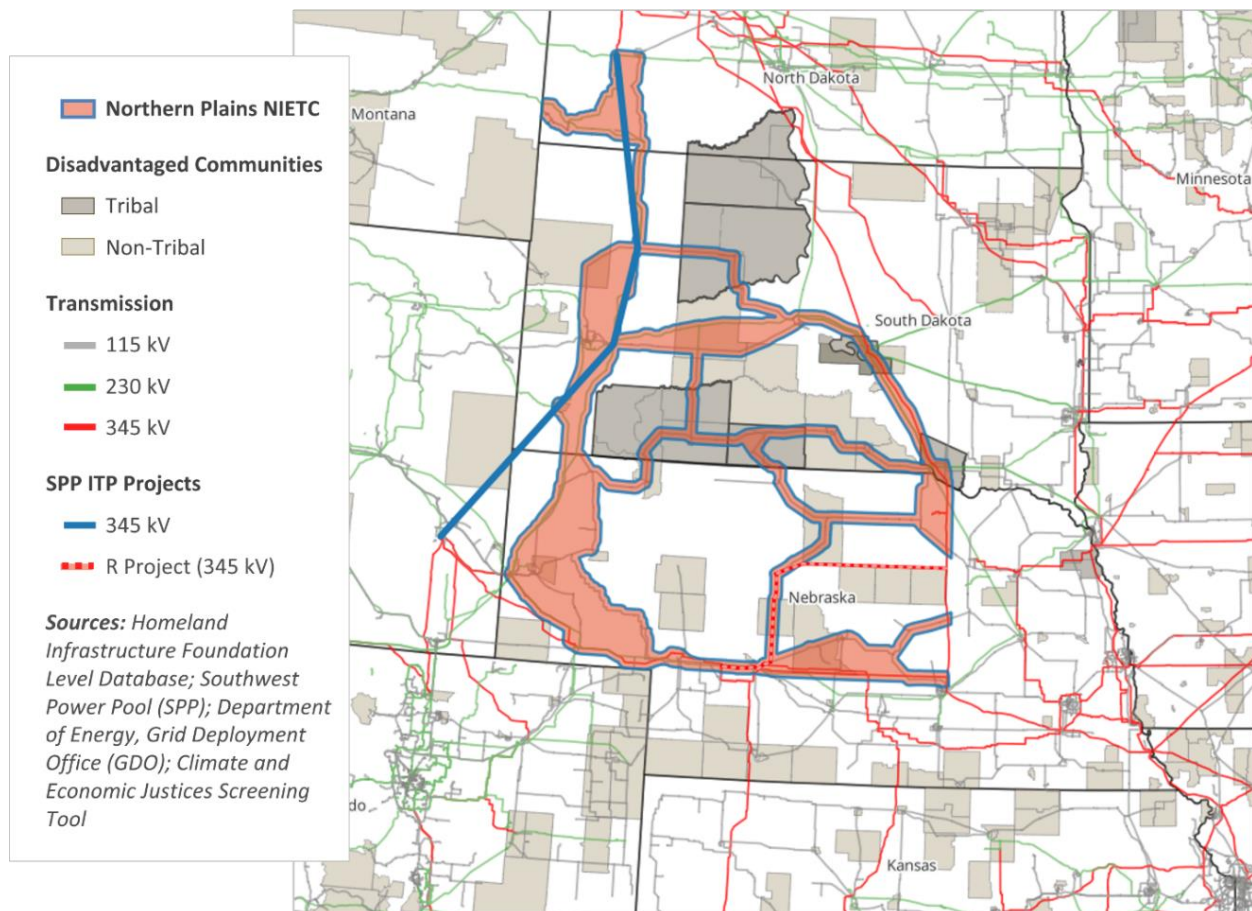 Northern Plains NIETC
Disadvantaged Communities
Tribal
Non-Tribal
Transmission
115 kV
230 kV
345 kV
SPP ITP Projects
345 kV
R Project (345 kV)
Sources: Homeland
Infrastructure Foundation
Level Database; Southwest
Power Pool (SPP); Department
of Energy, Grid Deployment
Office (GDO); Climate and
Economic Justices Screening
Tool
Montana
North Dakota
Minnesota
South Dakota
Nebraska
do
Kansas